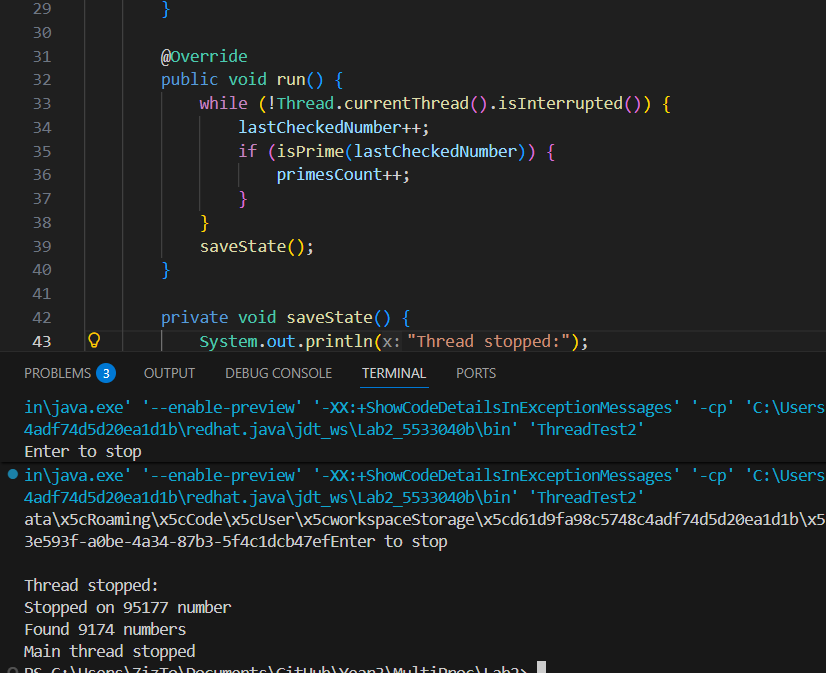 29 }
30
31 @Override
32 public void run() {
33 while (!Thread.currentThread().isInterrupted()) {
34 lastCheckedNumber++;
35 if (isPrime(lastCheckedNumber)) {
36 primesCount++;
37 }
38 }
39 saveState();
40 }
41
42 private void saveState() {
43 System.out.println(x: "Thread stopped:");
PROBLEMS 3 OUTPUT DEBUG CONSOLE TERMINAL PORTS
in\java.exe' '--enable-preview' '-XX:+ShowCodeDetailsInExceptionMessages' '-cp' 'C:\Users
4adf74d5d20ea1d1b\redhat.java\jdt_ws\Lab2_5533040b\bin' 'ThreadTest2'
Enter to stop
in\java.exe' '--enable-preview' '-XX:+ShowCodeDetailsInExceptionMessages' '-cp' 'C:\Users
4adf74d5d20ea1d1b\redhat.java\jdt_ws\Lab2_5533040b\bin' 'ThreadTest2'
ata\x5cRoaming\x5cCode\x5cUser\x5cworkspaceStorage\x5cd61d9fa98c5748c4adf74d5d20ea1d1b\x5
3e593f-a0be-4a34-87b3-5f4c1dcb47efEnter to stop
Thread stopped:
Stopped on 95177 number
Found 9174 numbers
Main thread stopped
PS C:\Users\ZizTo\Documents\GitHub\Year3\MultiProc\Lab2>